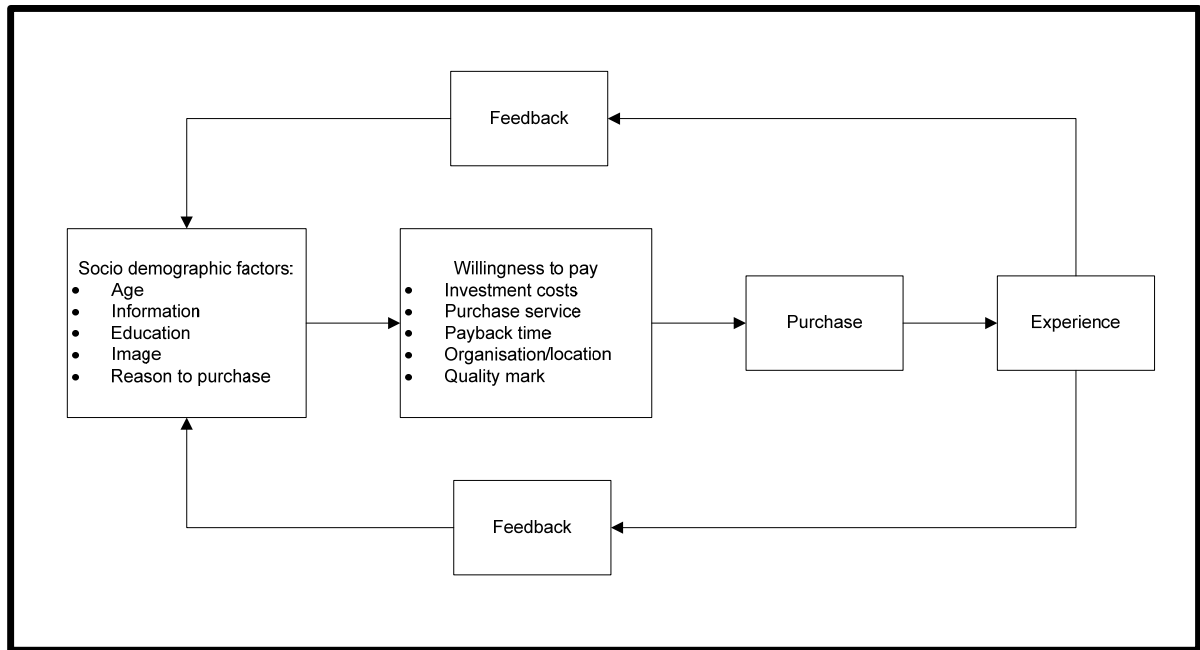 Feedback
Socio demographic factors:
• Age
• Information
• Education
• Image
• Reason to purchase
Willingness to pay
• Investment costs
• Purchase service
• Payback time
• Organisation/location
• Quality mark
Purchase
Experience
Feedback